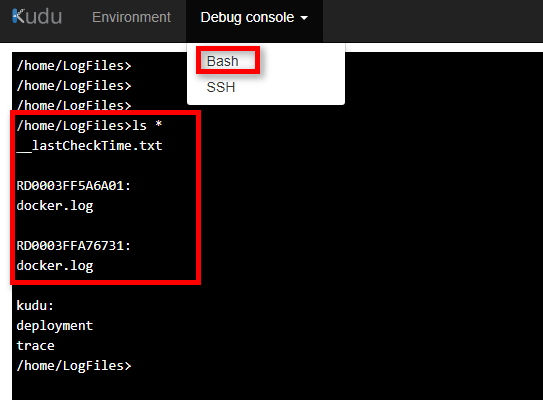 Kudu Environment Debug console
Bash
SSH
/home/LogFiles>
/home/LogFiles>
/home/LogFiles>
/home/LogFiles>ls *
__lastCheckTime.txt
RD0003FF5A6A01:
docker.log
RD0003FFA76731:
docker.log
kudu:
deployment
trace
/home/LogFiles>